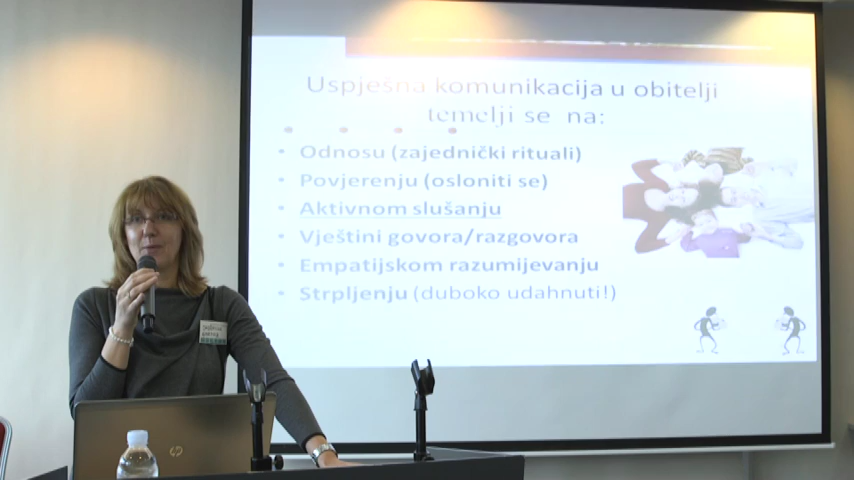 Uspješna komunikacija u obitelji
temelji se na:
• Odnosu (zajednički rituali)
• Povjerenju (osloniti se)
• Aktivnom slušanju
• Vještini govora/razgovora
• Empatijskom razumijevanju
• Strpljenju (duboko udahnuti!)
hp